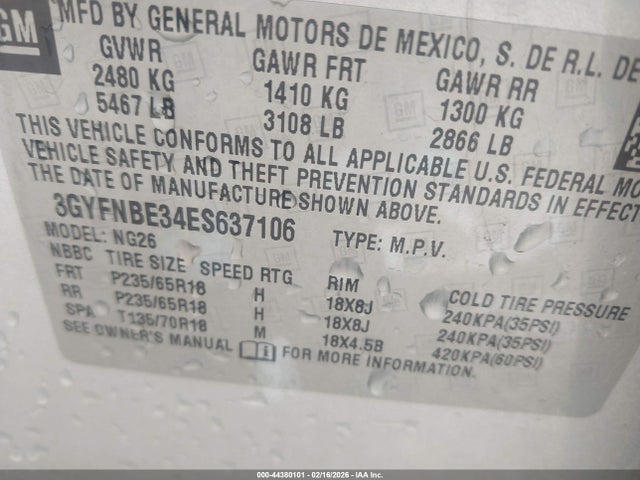 GM
MFD BY GENERAL MOTORS DE MEXICO, S. DE R.L. DE
GVWR GAWR FRT GAWR RR
2480 KG 1410 KG 1300 KG
5467 LB 3108 LB 2866 LB
THIS VEHICLE CONFORMS TO ALL APPLICABLE U.S. FEDERAL MO
VEHICLE SAFETY AND THEFT PREVENTION STANDARDS IN EFFECT
THE DATE OF MANUFACTURE SHOWN ABOVE.
3GYFNBE34ES637106 TYPE: M.P.V.
MODEL: NG26
NBBC TIRE SIZE SPEED RTG RIM COLD TIRE PRESSURE
FRT P235/65R18 H 18X8J 240KPA(35PSI)
RR P235/65R18 H 18X8J 240KPA(35PSI)
SPA T135/70R18 M 18X4.5B 420KPA(60PSI)
SEE OWNER'S MANUAL i FOR MORE INFORMATION.
000-44380101 - 02/16/2026 - IAA Inc.